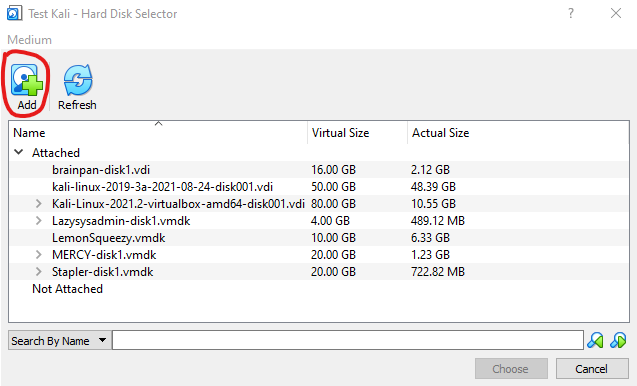 Test Kali - Hard Disk Selector
Medium
Add Refresh
Name Virtual Size Actual Size
Attached
brainpan-disk1.vdi 16.00 GB 2.12 GB
kali-linux-2019-3a-2021-08-24-disk001.vdi 50.00 GB 48.39 GB
Kali-Linux-2021.2-virtualbox-amd64-disk001.vdi 80.00 GB 10.55 GB
Lazysysadmin-disk1.vmdk 4.00 GB 489.12 MB
LemonSqueezy.vmdk 10.00 GB 6.33 GB
MERCY-disk1.vmdk 20.00 GB 1.23 GB
Stapler-disk1.vmdk 20.00 GB 722.82 MB
Not Attached
Search By Name
Choose Cancel